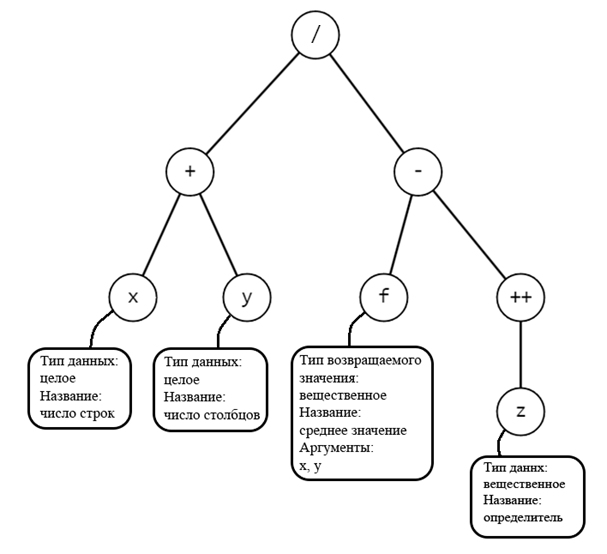 /
+
-
x
y
f
++
Тип данных:
целое
Название:
число строк
Тип данных:
целое
Название:
число столбцов
Тип возвращаемого
значения:
вещественное
Название:
среднее значение
Аргументы:
x, y
z
Тип даннх:
вещественное
Название:
определитель